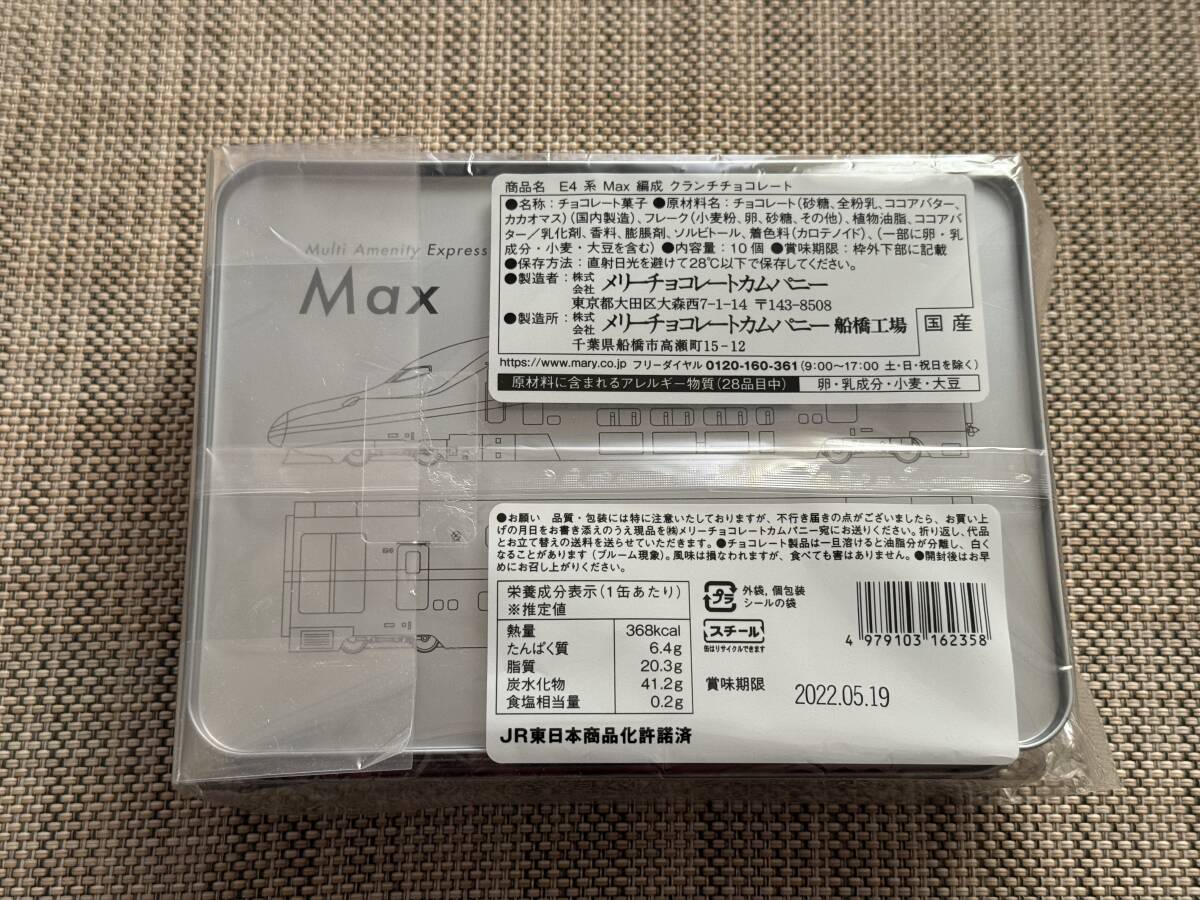 Multi Amenity Express
Max
商品名 E4 系 Max 編成 クランチチョコレート
●名称：チョコレート菓子 ●原材料名：チョコレート(砂糖、全粉乳、ココアバター、
カカオマス)(国内製造)、フレーク(小麦粉、卵、砂糖、その他)、植物油脂、ココアバ
ター／乳化剤、香料、膨脹剤、ソルビトール、着色料(カロテノイド)、(一部に卵・乳
成分・小麦・大豆を含む) ●内容量：10個 ●賞味期限：枠外下部に記載
●保存方法：直射日光を避けて28℃以下で保存してください。
●製造者：株式会社 メリーチョコレートカムパニー
東京都大田区大森西7-1-14 〒143-8508
●製造所：株式会社 メリーチョコレートカムパニー 船橋工場
千葉県船橋市高瀬町15-12
国産
https://www.mary.co.jp フリーダイヤル 0120-160-361(9:00〜17:00 土・日・祝日を除く)
原材料に含まれるアレルギー物質(28品目中) 卵・乳成分・小麦・大豆
●お願い 品質・包装には特に注意いたしておりますが、不行き届きの点がございましたら、お買い上
げの月日をお書き添えのうえ現品を㈱メリーチョコレートカムパニー宛にお送りください。折り返し、代品
とお立て替えの送料を送らせていただきます。●チョコレート製品は一旦溶けると油脂分が分離し、白く
なることがあります(ブルーム現象)。風味は損なわれますが、食べても害はありません。●開封後はお早
めにお召し上がりください。
栄養成分表示(1缶あたり)
※推定値
熱量 368kcal
たんぱく質 6.4g
脂質 20.3g
炭水化物 41.2g
食塩相当量 0.2g
プラ
外袋，個包装
シールの袋
スチール
缶はリサイクルできます
4 979103 162358
賞味期限 2022.05.19
JR東日本商品化許諾済